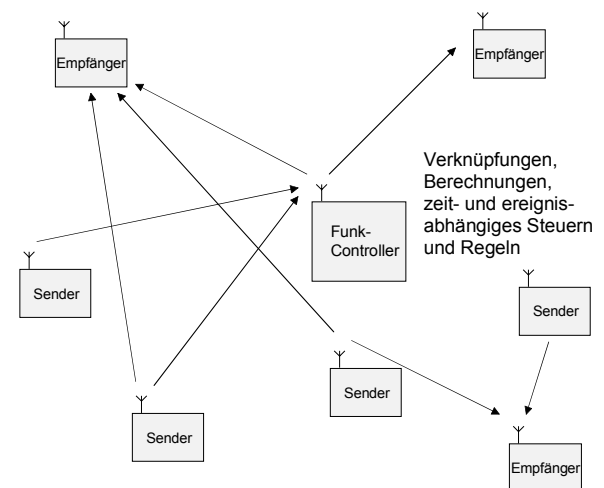 Empfänger
Empfänger
Verknüpfungen,
Berechnungen,
zeit- und ereignis-
abhängiges Steuern
und Regeln
Funk-
Controller
Sender
Sender
Sender
Sender
Empfänger